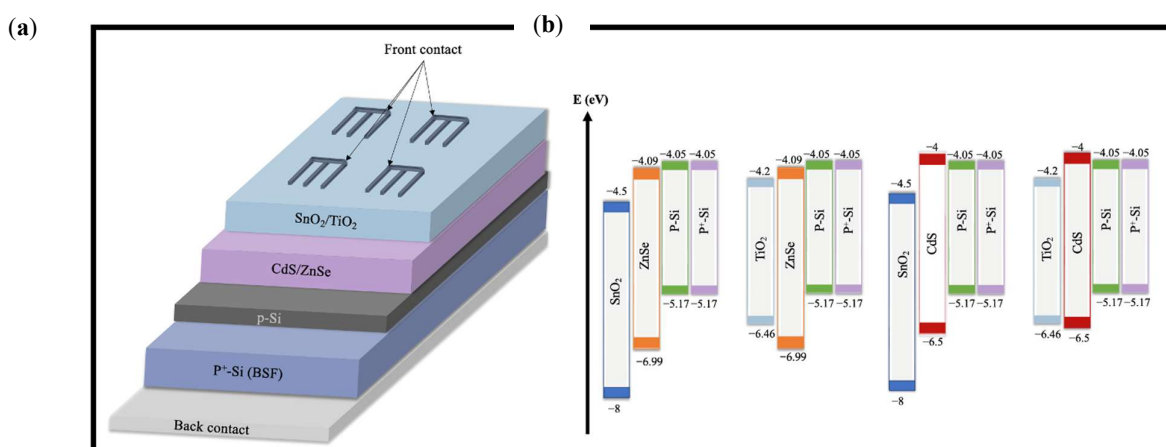 (a)
Front contact
SnO₂/TiO₂
CdS/ZnSe
p-Si
P⁺-Si (BSF)
Back contact
(b)
E (eV)
−4.5
SnO₂
−8
−4.09
ZnSe
−6.99
−4.05
P-Si
−5.17
−4.05
P⁺-Si
−5.17
−4.2
TiO₂
−6.46
−4.09
ZnSe
−6.99
−4.05
P-Si
−5.17
−4.05
P⁺-Si
−5.17
−4.5
SnO₂
−8
−4
CdS
−6.5
−4.05
P-Si
−5.17
−4.05
P⁺-Si
−5.17
−4.2
TiO₂
−6.46
−4
CdS
−6.5
−4.05
P-Si
−5.17
−4.05
P⁺-Si
−5.17